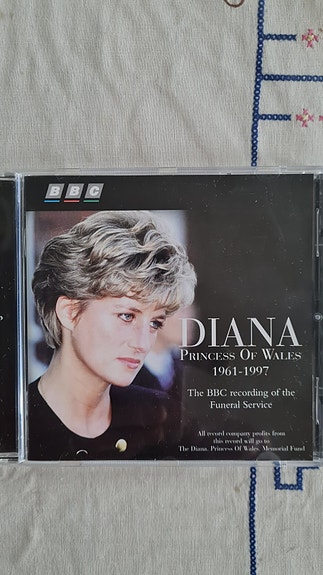 BBC
DIANA
PRINCESS OF WALES
1961-1997
The BBC recording of the
Funeral Service
All record company profits from
this record will go to
The Diana, Princess Of Wales, Memorial Fund